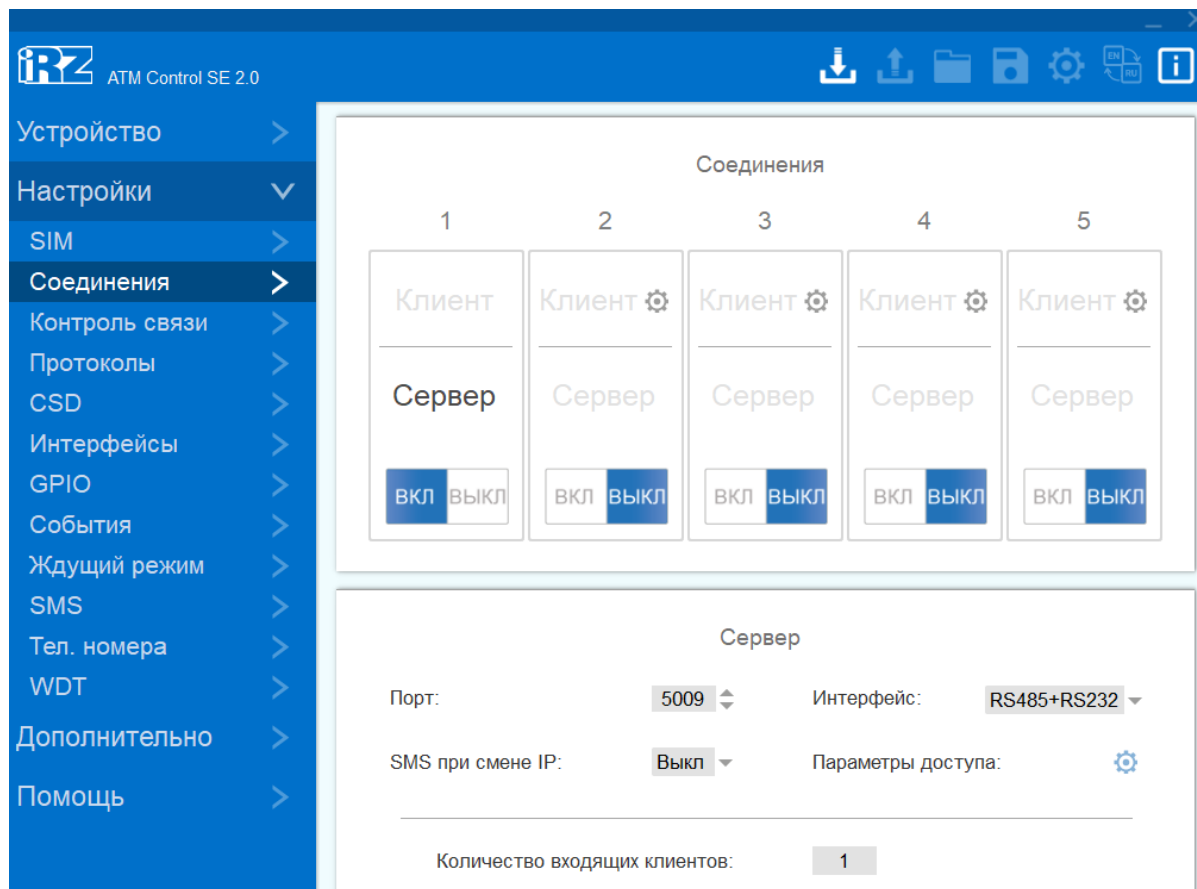 iRZ ATM Control SE 2.0
EN
RU
i
Устройство
Настройки
SIM
Соединения
Контроль связи
Протоколы
CSD
Интерфейсы
GPIO
События
Ждущий режим
SMS
Тел. номера
WDT
Дополнительно
Помощь
Соединения
1 2 3 4 5
Клиент Клиент Клиент Клиент Клиент
Сервер Сервер Сервер Сервер Сервер
ВКЛ ВЫКЛ ВКЛ ВЫКЛ ВКЛ ВЫКЛ ВКЛ ВЫКЛ ВКЛ ВЫКЛ
Сервер
Порт: 5009 Интерфейс: RS485+RS232
SMS при смене IP: Выкл Параметры доступа:
Количество входящих клиентов: 1